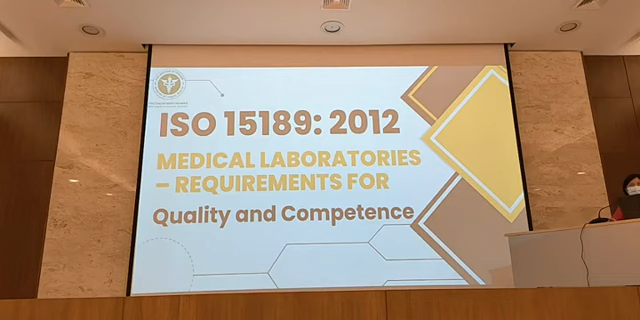 ISO 15189: 2012
MEDICAL LABORATORIES
– REQUIREMENTS FOR
Quality and Competence